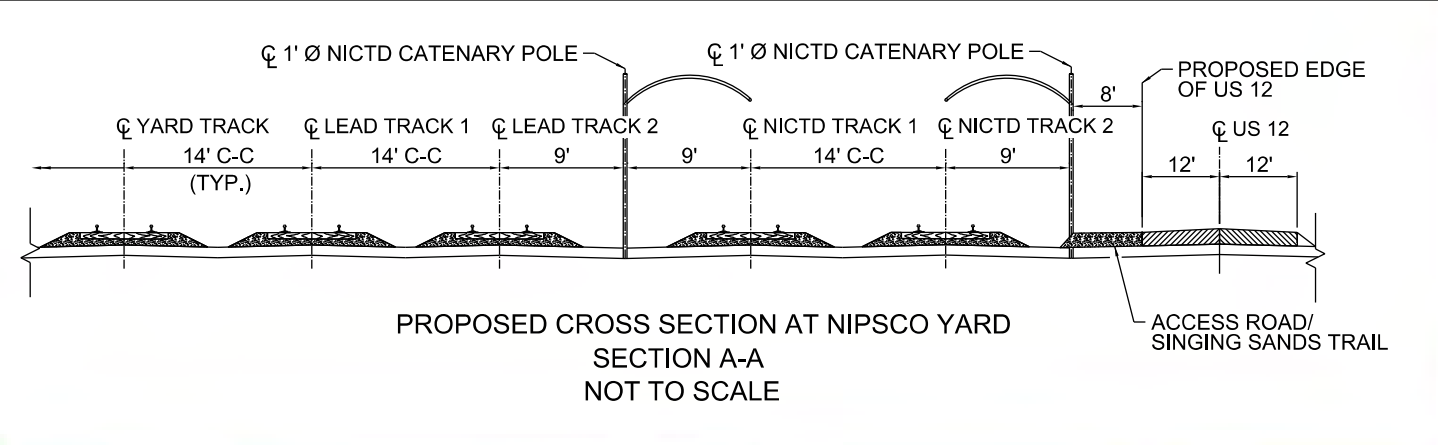 ℄ 1' Ø NICTD CATENARY POLE
℄ 1' Ø NICTD CATENARY POLE
PROPOSED EDGE
OF US 12
8'
℄ YARD TRACK
℄ LEAD TRACK 1
℄ LEAD TRACK 2
℄ NICTD TRACK 1
℄ NICTD TRACK 2
℄ US 12
14' C-C
(TYP.)
14' C-C
9'
9'
14' C-C
9'
12'
12'
ACCESS ROAD/
SINGING SANDS TRAIL
PROPOSED CROSS SECTION AT NIPSCO YARD
SECTION A-A
NOT TO SCALE